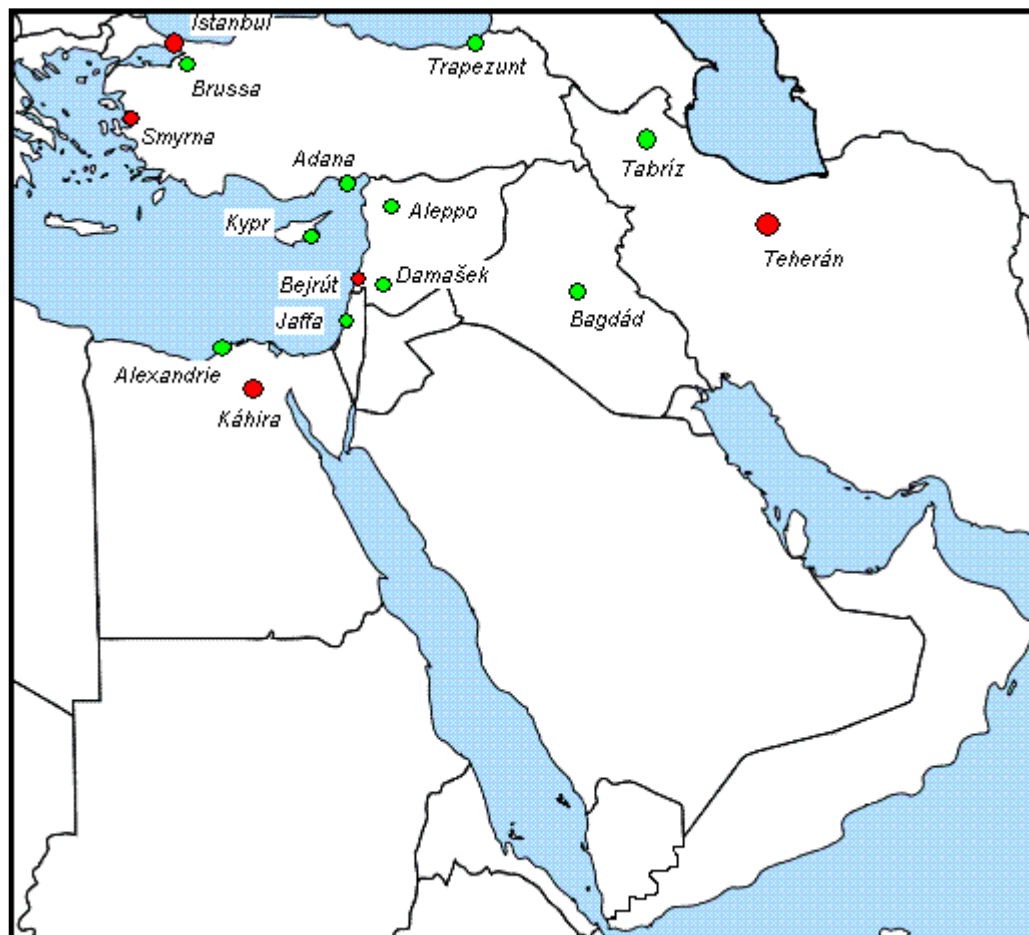 Istanbul
Trapezunt
Brussa
Smyrna
Adana
Tabríz
Aleppo
Kypr
Teherán
Bejrút
Damašek
Jaffa
Bagdád
Alexandrie
Káhira